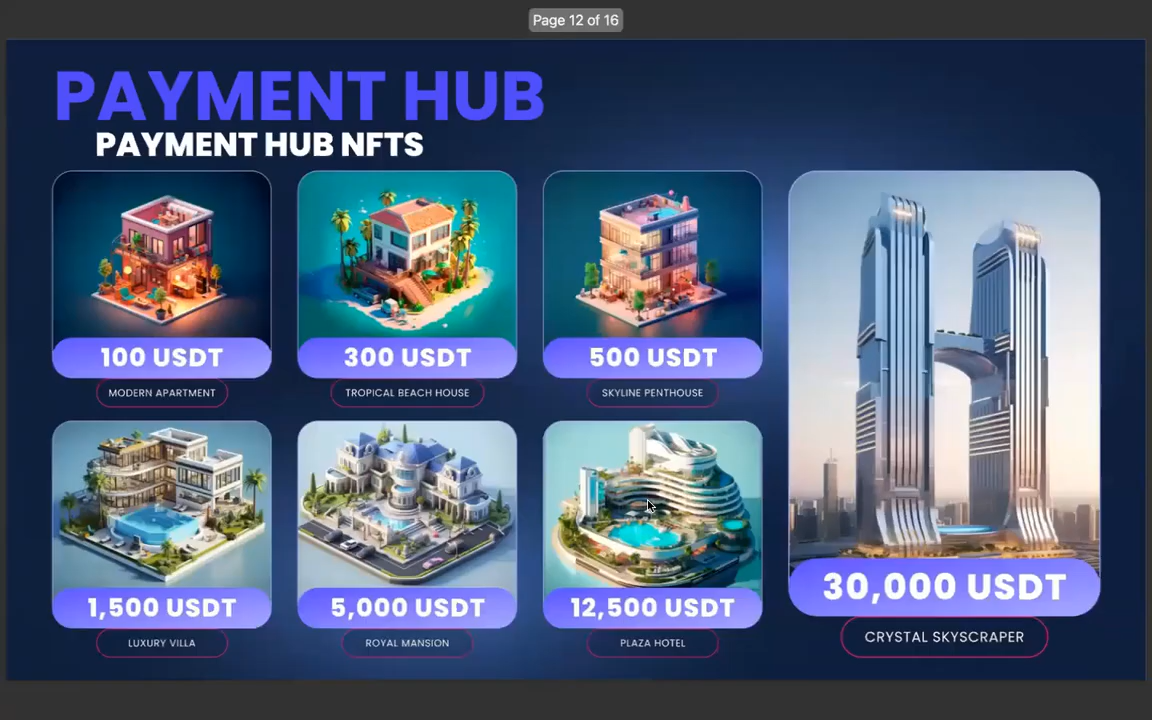 Page 12 of 16
PAYMENT HUB
PAYMENT HUB NFTS
100 USDT
MODERN APARTMENT
300 USDT
TROPICAL BEACH HOUSE
500 USDT
SKYLINE PENTHOUSE
1,500 USDT
LUXURY VILLA
5,000 USDT
ROYAL MANSION
12,500 USDT
PLAZA HOTEL
30,000 USDT
CRYSTAL SKYSCRAPER